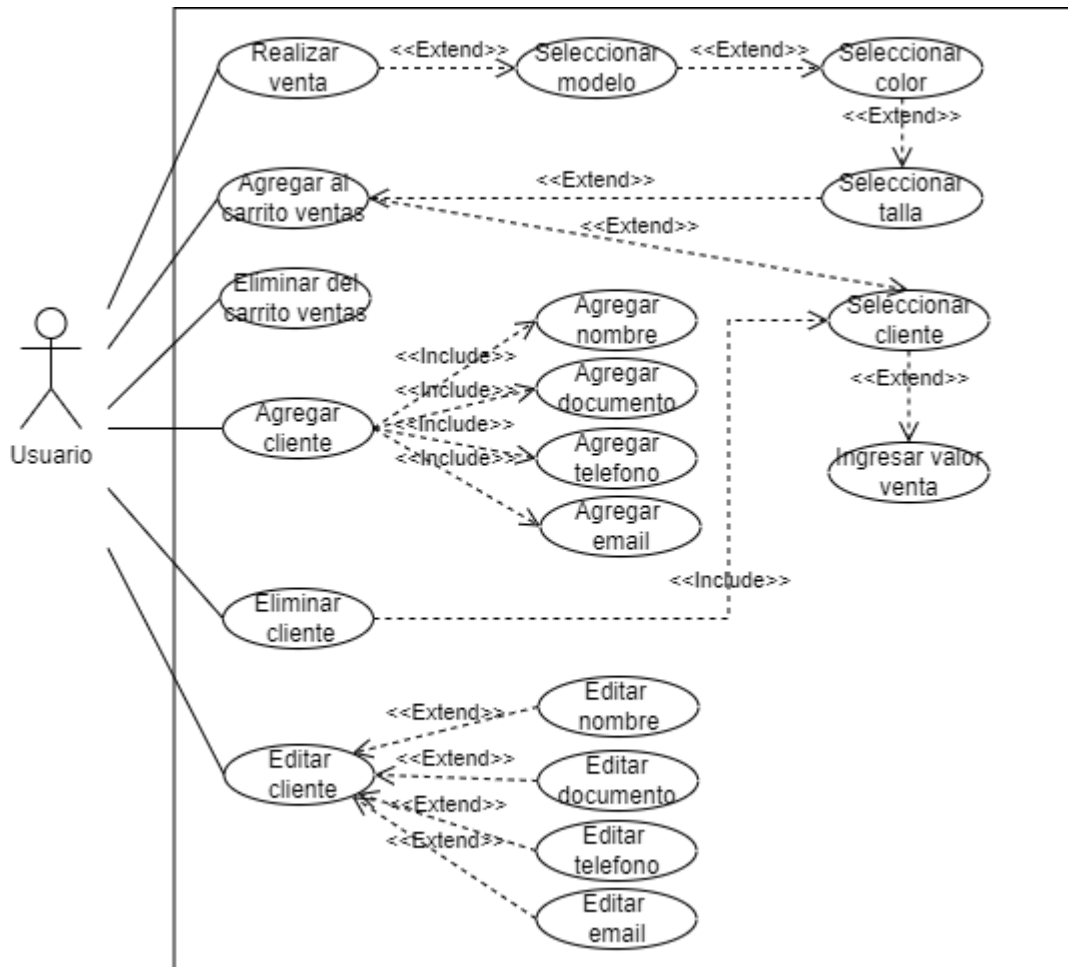 Realizar
venta
<<Extend>>
Seleccionar
modelo
<<Extend>>
Seleccionar
color
<<Extend>>
Agregar al
carrito ventas
<<Extend>>
Seleccionar
talla
<<Extend>>
Eliminar del
carrito ventas
Agregar
nombre
Seleccionar
cliente
<<Include>>
<<Extend>>
Agregar
documento
<<Include>>
Agregar
cliente
<<Include>>
Agregar
telefono
<<Include>>
Ingresar valor
venta
Usuario
Agregar
email
<<Include>>
Eliminar
cliente
Editar
nombre
<<Extend>>
Editar
cliente
<<Extend>>
Editar
documento
<<Extend>>
Editar
telefono
<<Extend>>
Editar
email